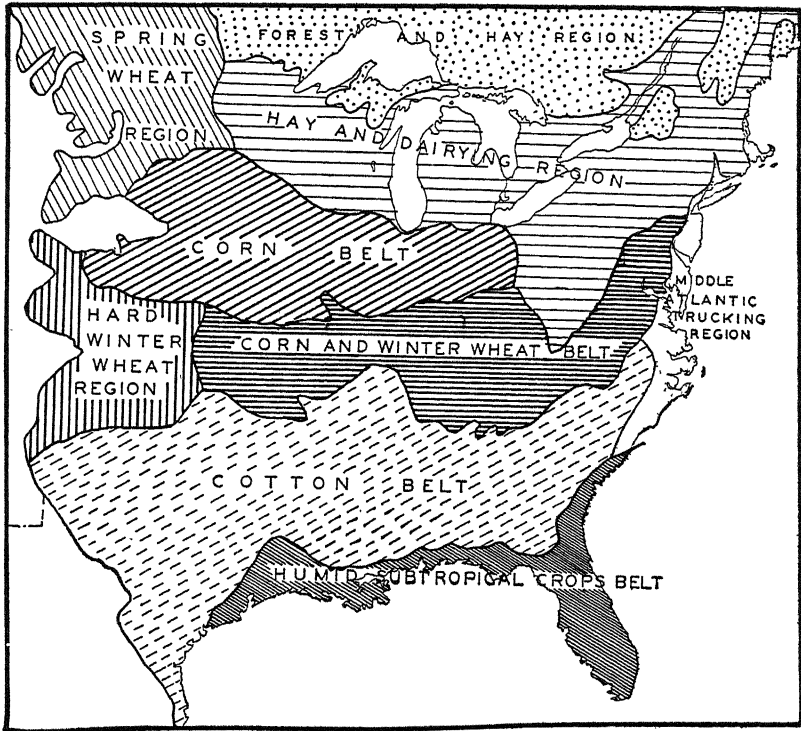 SPRING
WHEAT
REGION
FOREST AND HAY REGION
HAY AND DAIRYING REGION
CORN BELT
HARD
WINTER
WHEAT
REGION
CORN AND WINTER WHEAT BELT
MIDDLE
ATLANTIC
TRUCKING
REGION
COTTON BELT
HUMID SUBTROPICAL CROPS BELT